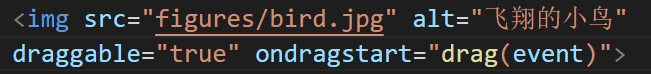 <img src="figures/bird.jpg" alt="飞翔的小鸟"
draggable="true" ondragstart="drag(event)">